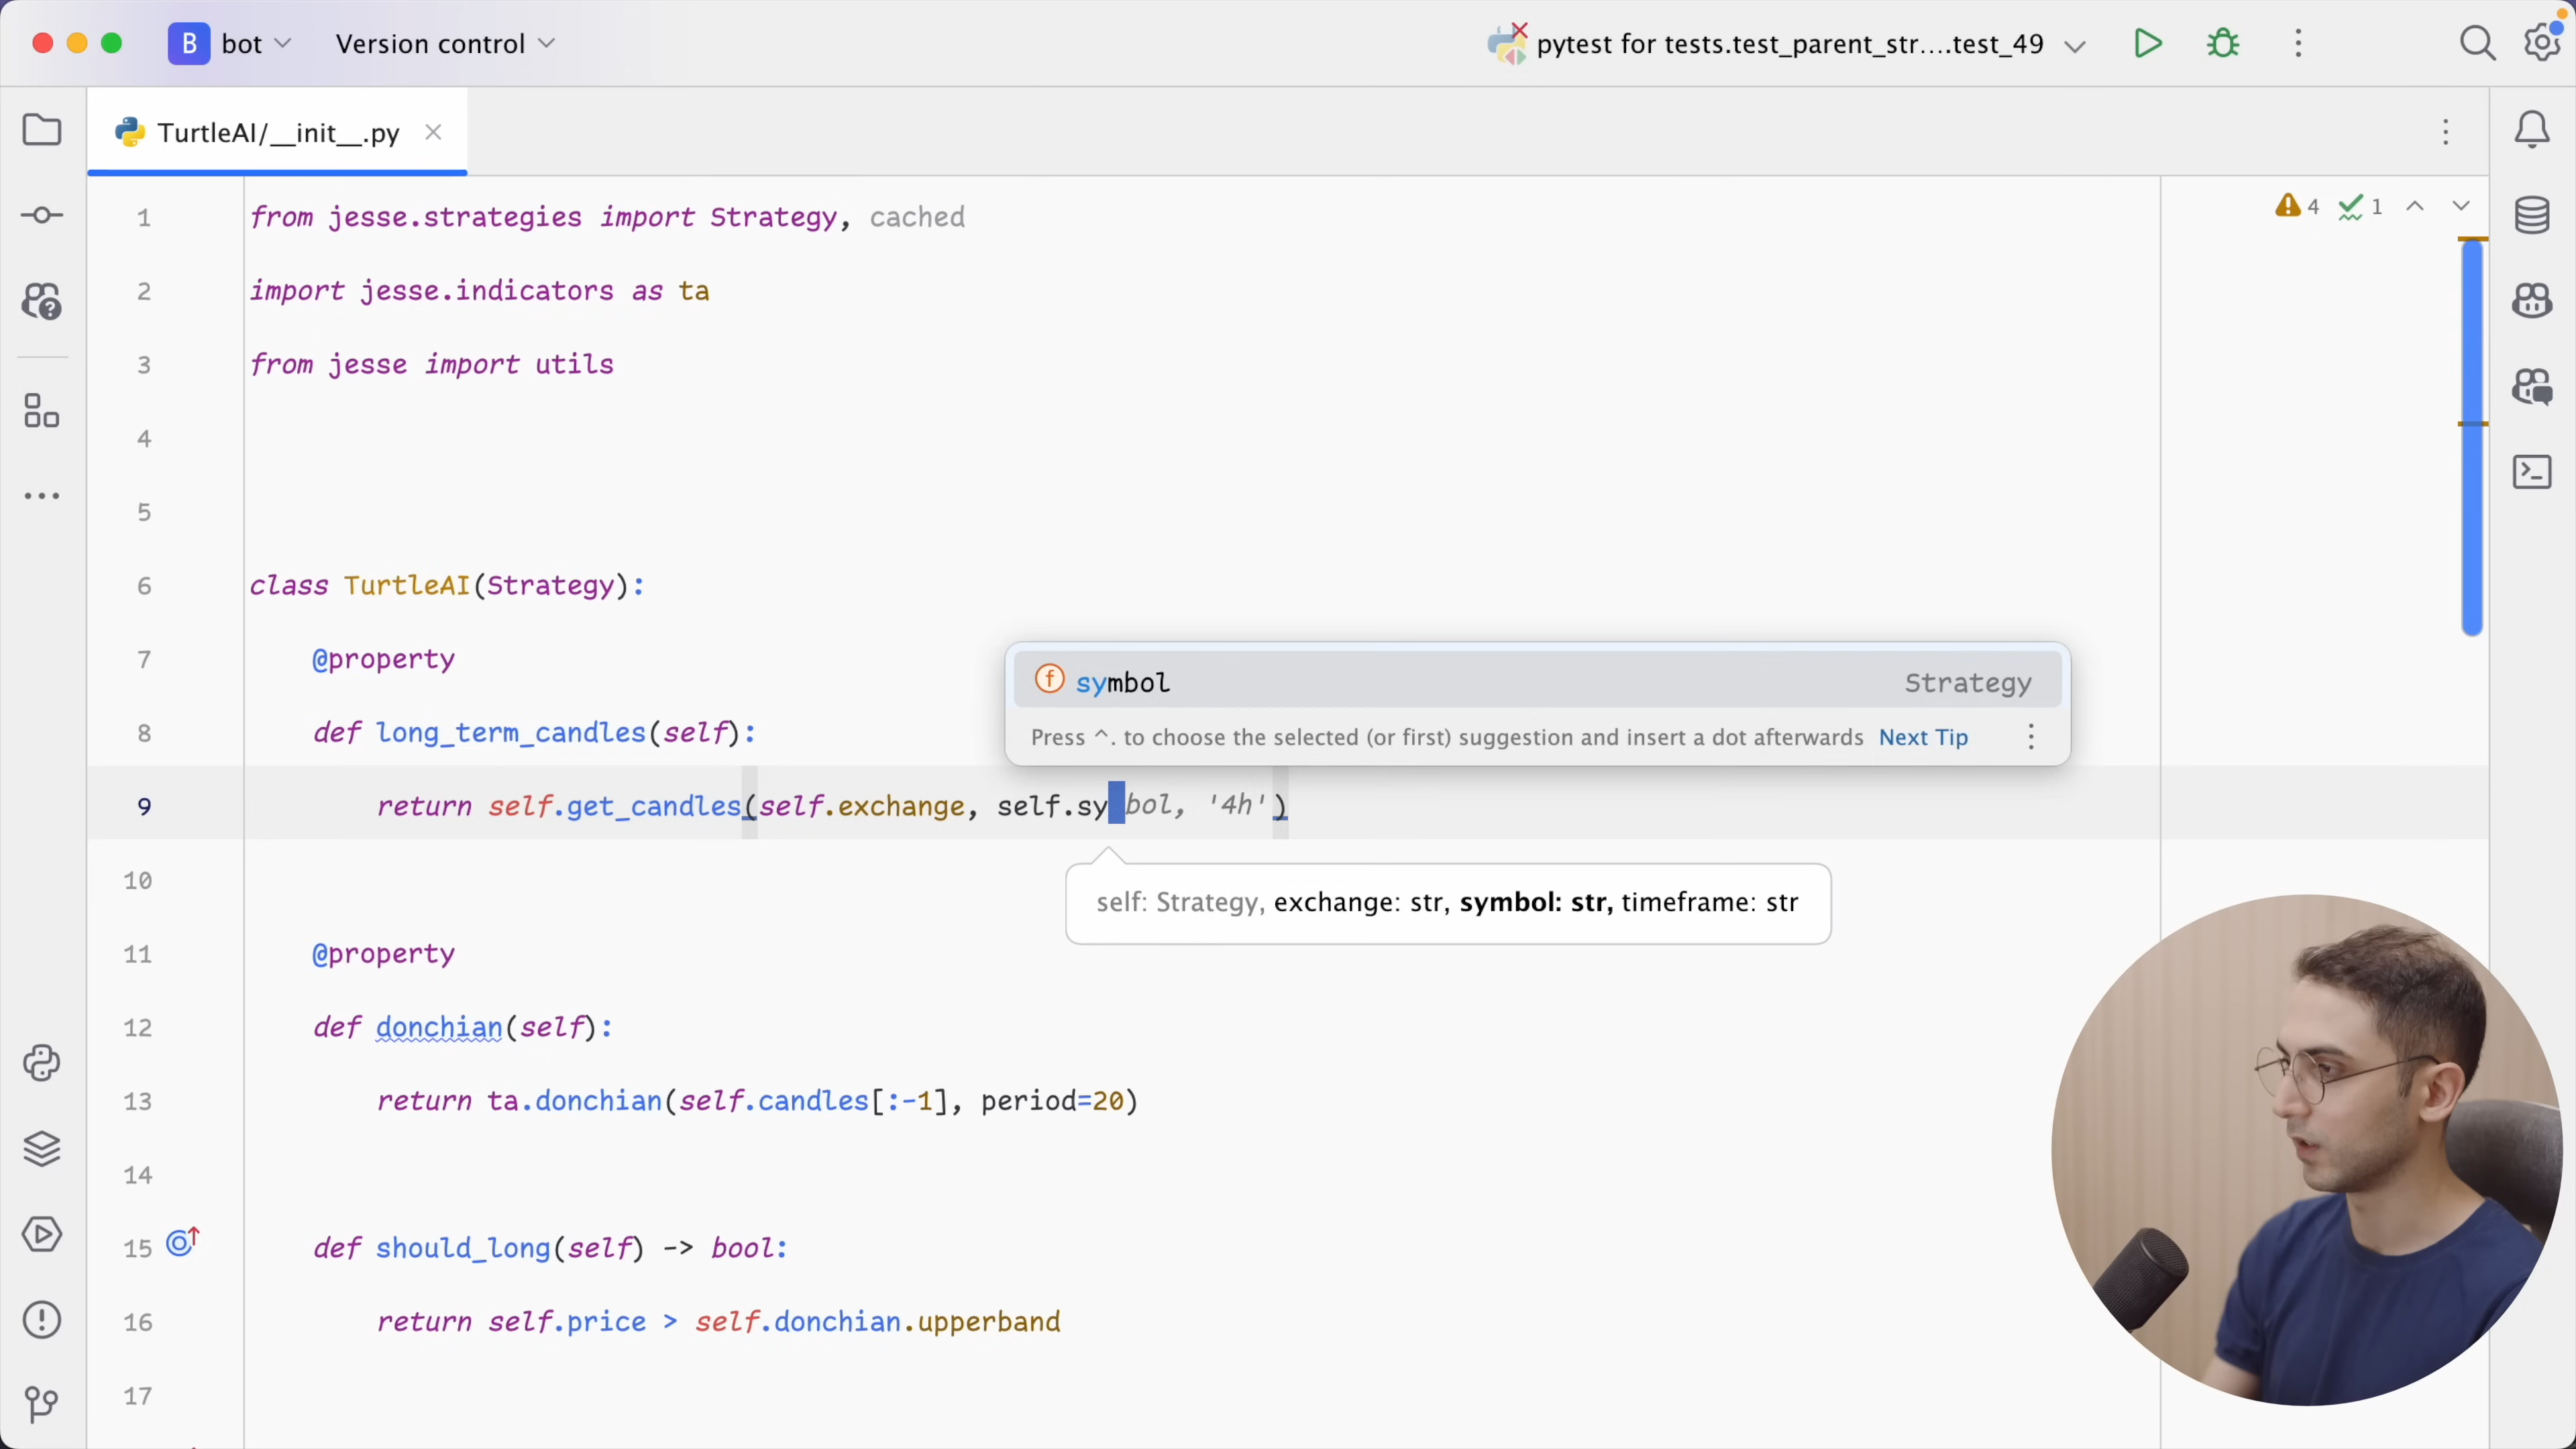 B bot Version control pytest for tests.test_parent_str....test_49
TurtleAI/__init__.py
4 1
1 from jesse.strategies import Strategy, cached
2 import jesse.indicators as ta
3 from jesse import utils
4
5
6 class TurtleAI(Strategy):
7 @property
symbol Strategy
8 def long_term_candles(self):
Press ^. to choose the selected (or first) suggestion and insert a dot afterwards Next Tip
9 return self.get_candles(self.exchange, self.sy bol, '4h')
10
self: Strategy, exchange: str, symbol: str, timeframe: str
11 @property
12 def donchian(self):
13 return ta.donchian(self.candles[:-1], period=20)
14
15 def should_long(self) -> bool:
16 return self.price > self.donchian.upperband
17